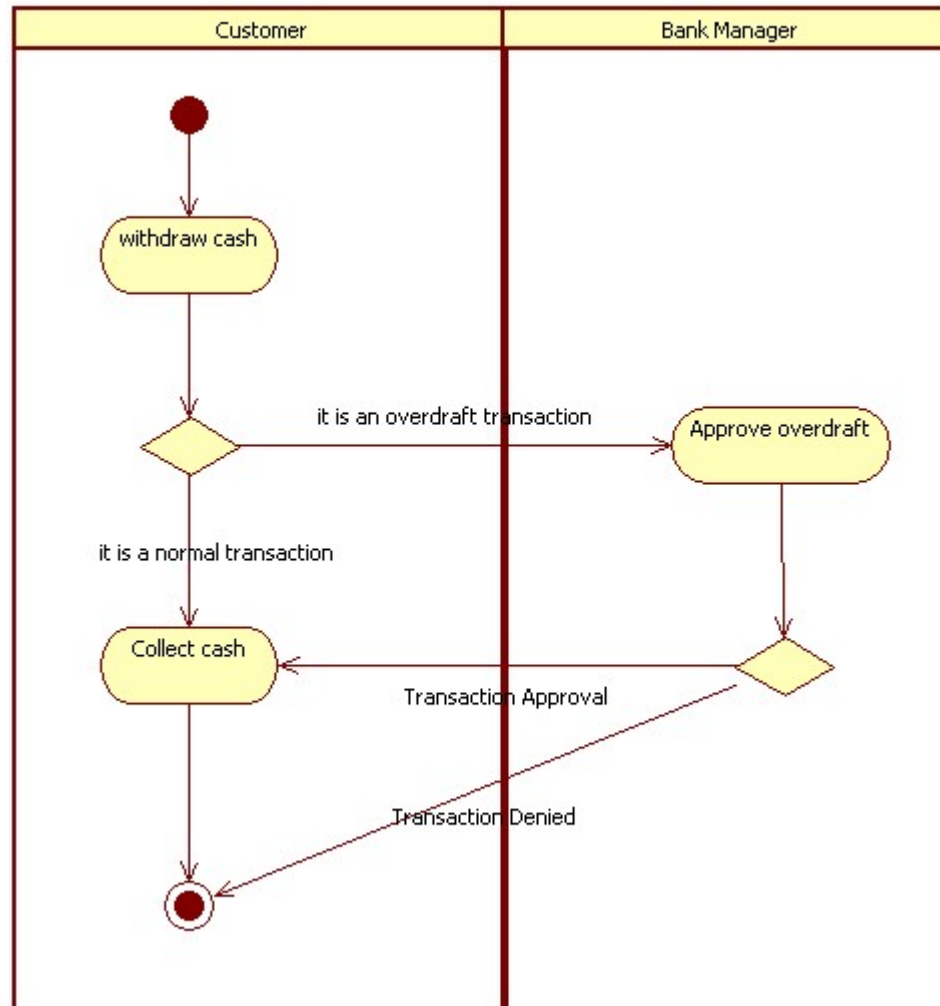 Customer
Bank Manager
withdraw cash
it is an overdraft transaction
Approve overdraft
it is a normal transaction
Collect cash
Transaction Approval
Transaction Denied